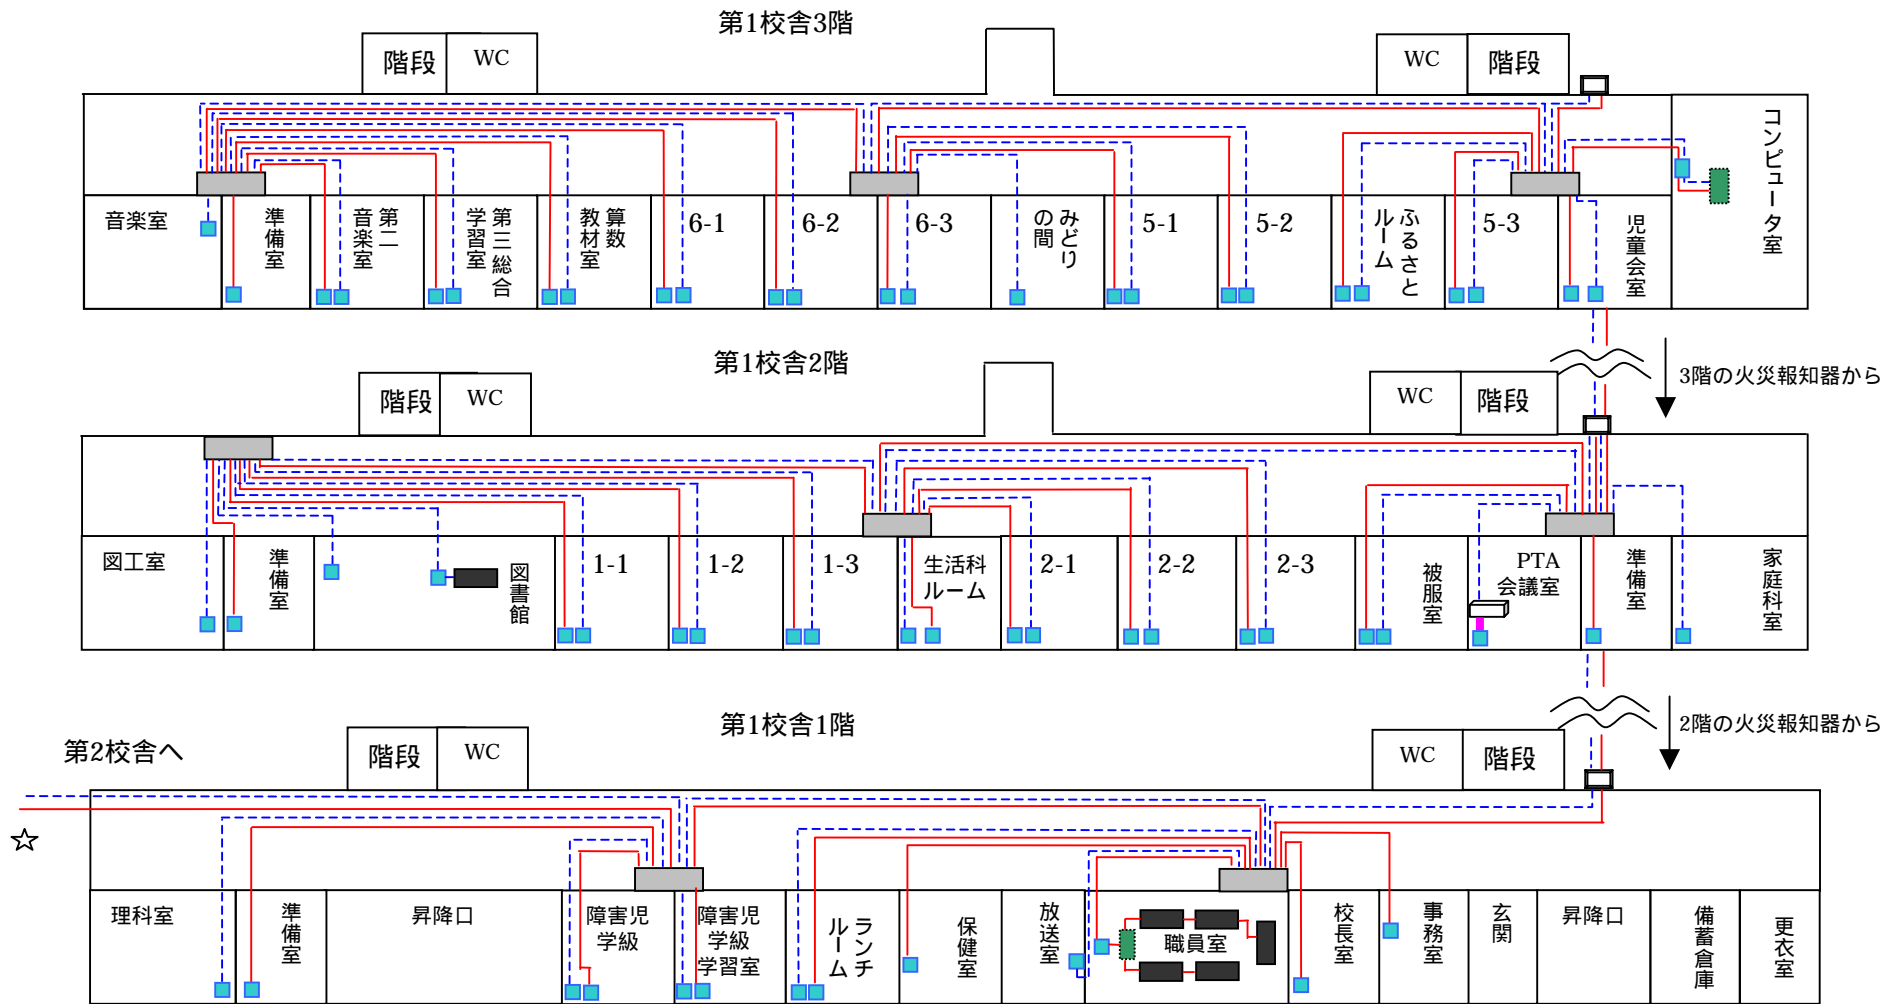 第1校舎3階
階段
WC
WC
階段
コンピュータ室
音楽室
準備室
第二
音楽室
第三総合
学習室
算数
教材室
6-1
6-2
6-3
みどり
の間
5-1
5-2
ふるさと
ルーム
5-3
児童会室
第1校舎2階
3階の火災報知器から
階段
WC
WC
階段
図工室
準備室
図書館
1-1
1-2
1-3
生活科
ルーム
2-1
2-2
2-3
被服室
PTA
会議室
準備室
家庭科室
第1校舎1階
2階の火災報知器から
第2校舎へ
階段
WC
WC
階段
☆
理科室
準備室
昇降口
障害児
学級
障害児
学級
学習室
ランチ
ルーム
保健室
放送室
職員室
校長室
事務室
玄関
昇降口
備蓄倉庫
更衣室